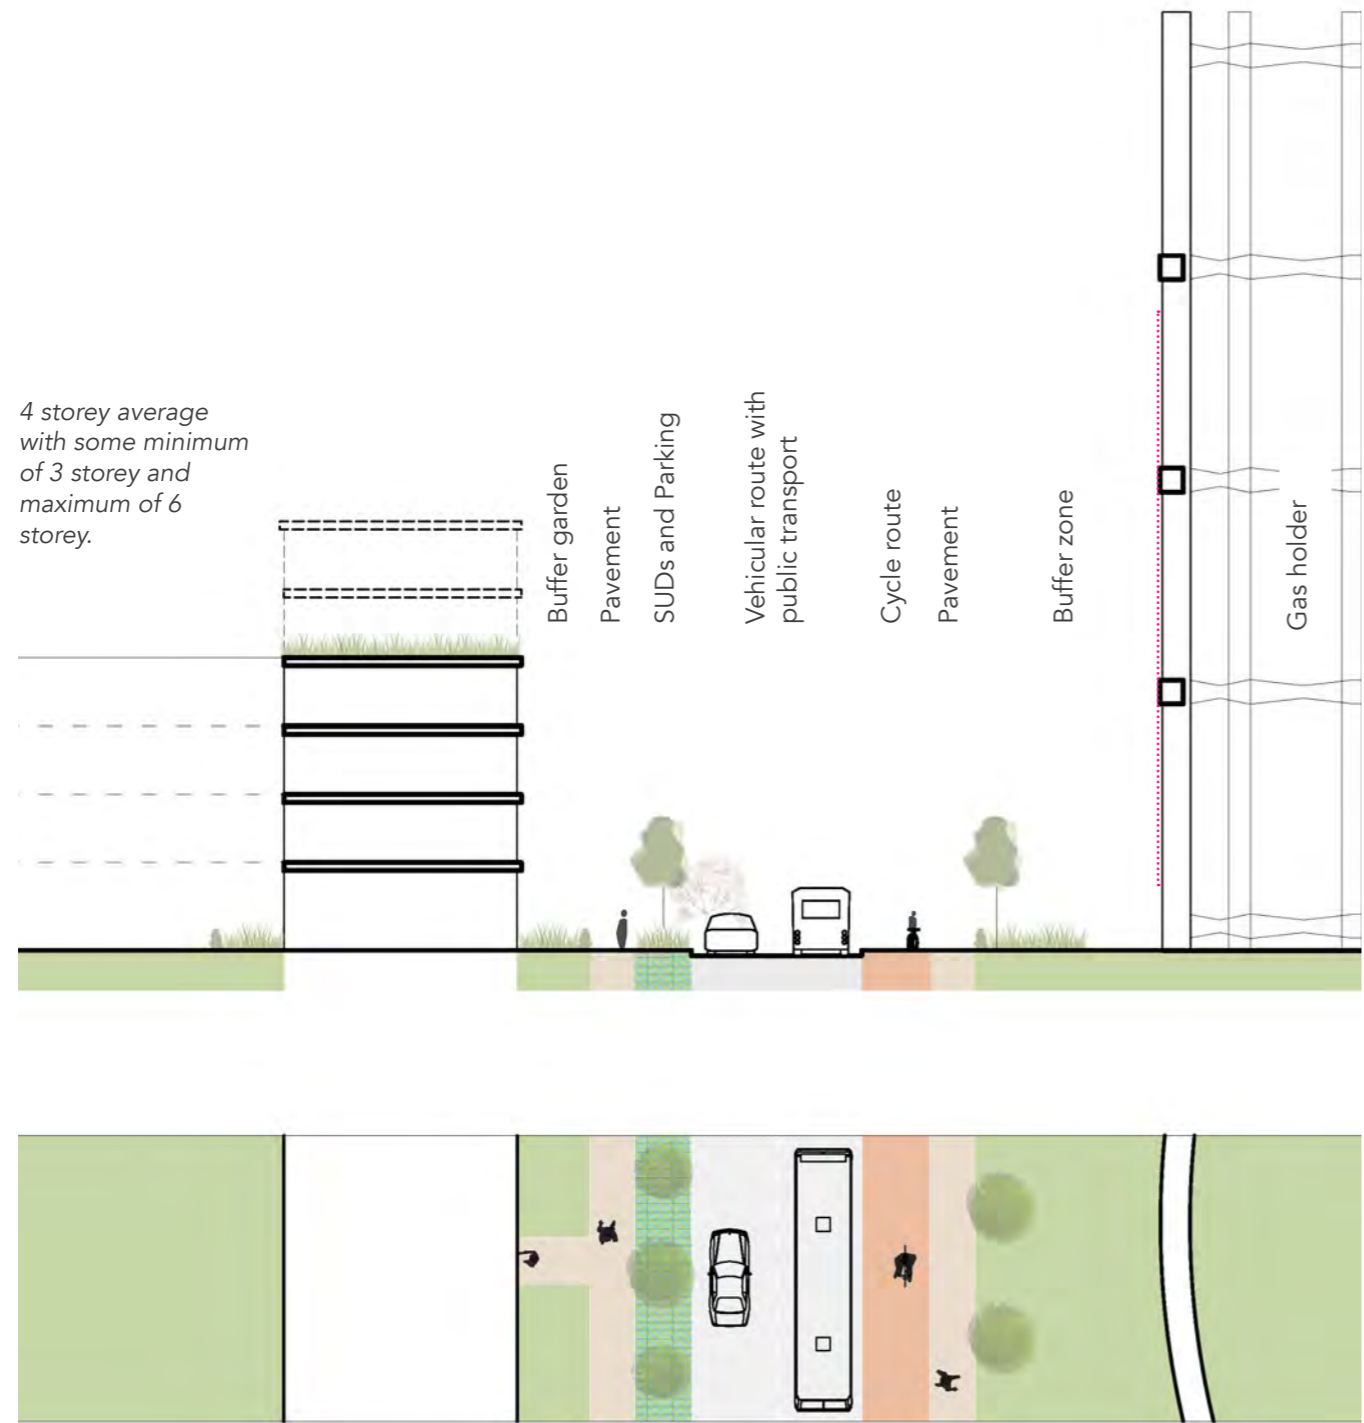 4 storey average
with some minimum
of 3 storey and
maximum of 6
storey.
Buffer garden
Pavement
SUDs and Parking
Vehicular route with
public transport
Cycle route
Pavement
Buffer zone
Gas holder